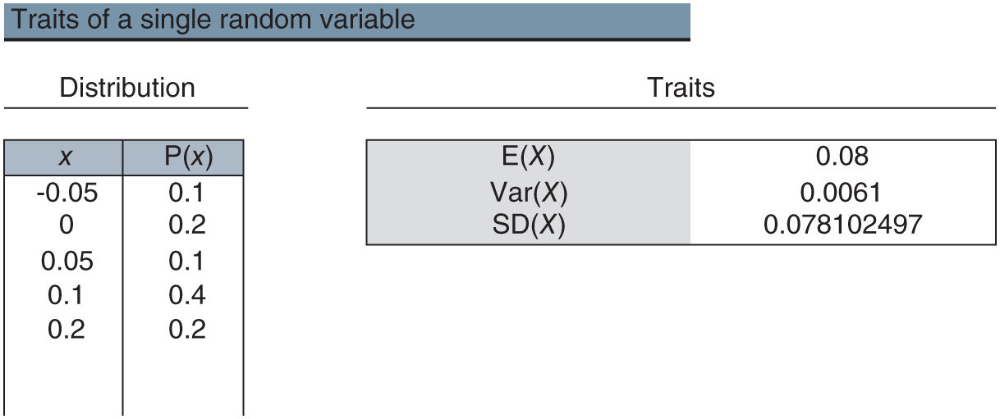 Traits of a single random variable
Distribution Traits
x P(x) E(X) 0.08
-0.05 0.1 Var(X) 0.0061
0 0.2 SD(X) 0.078102497
0.05 0.1
0.1 0.4
0.2 0.2